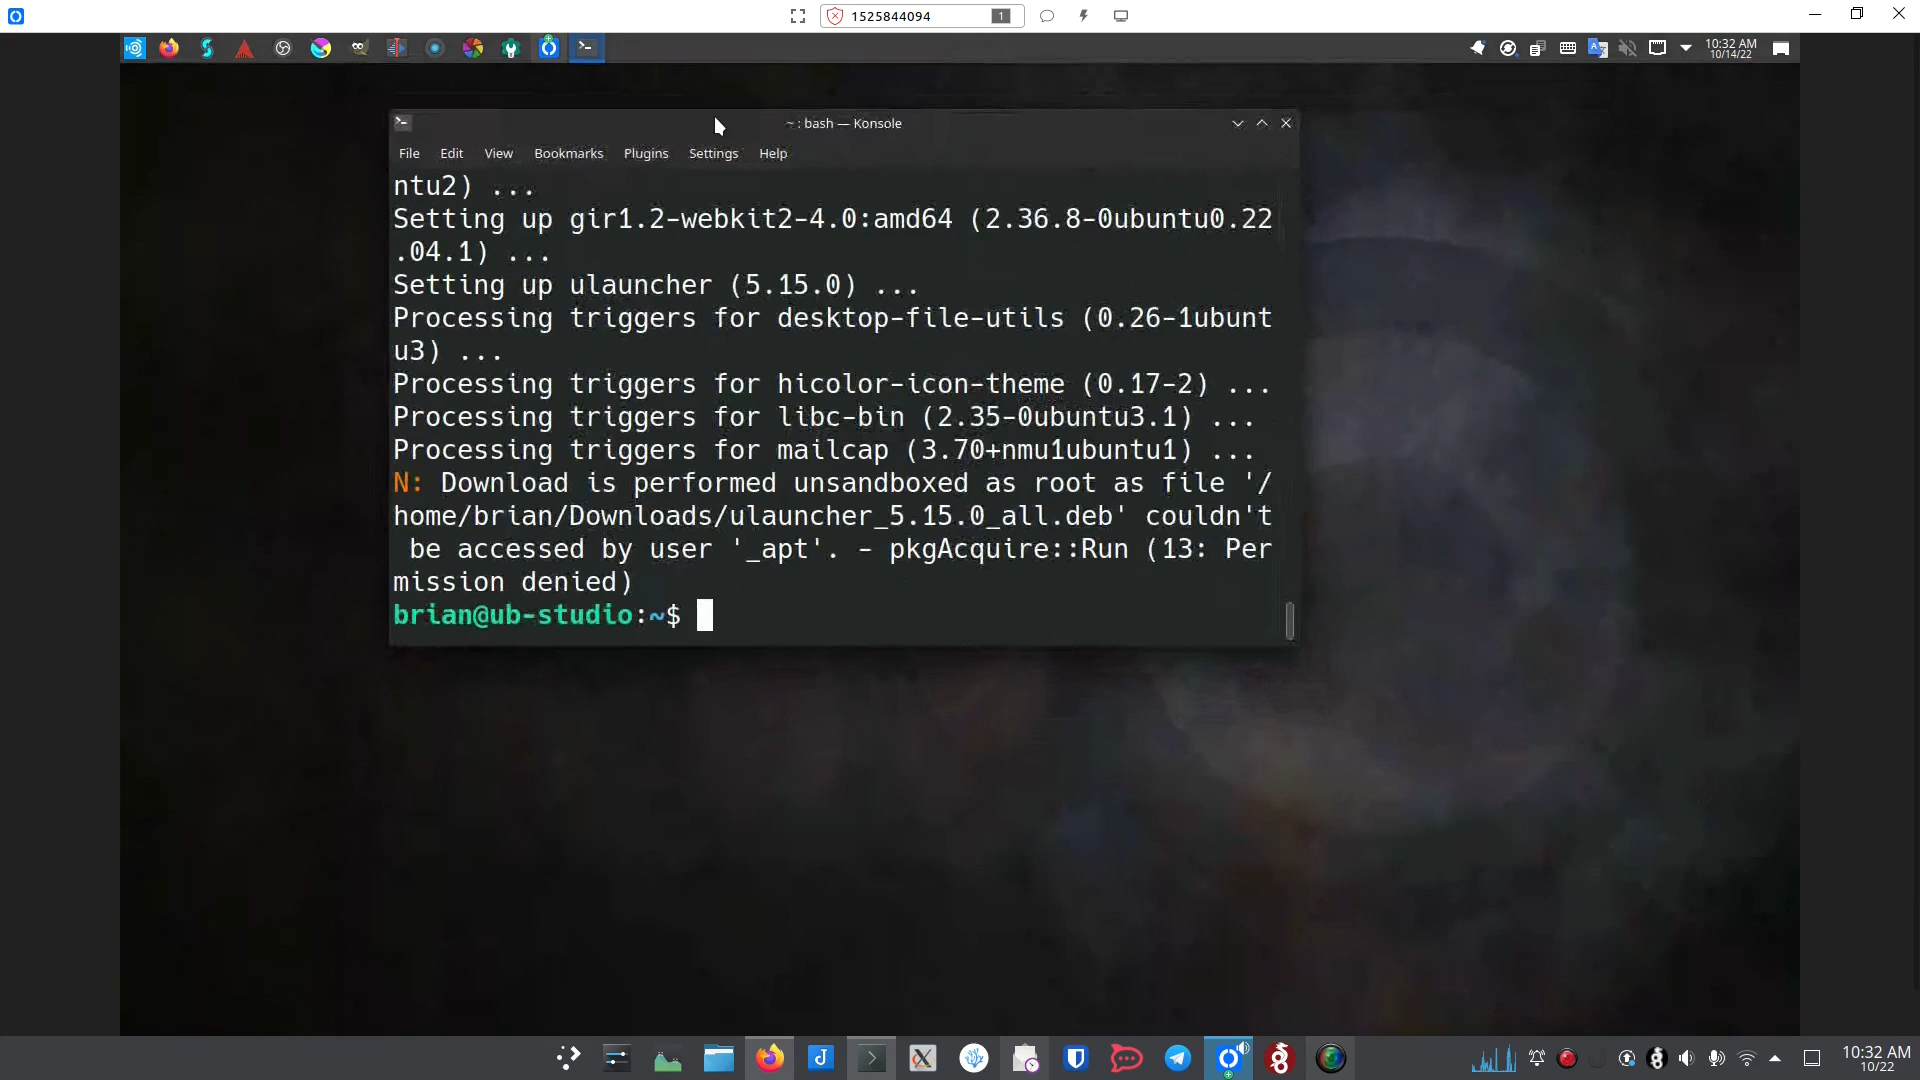 1525844094 1
10:32 AM
10/14/22
~ : bash — Konsole
File Edit View Bookmarks Plugins Settings Help
ntu2) ...
Setting up gir1.2-webkit2-4.0:amd64 (2.36.8-0ubuntu0.22
.04.1) ...
Setting up ulauncher (5.15.0) ...
Processing triggers for desktop-file-utils (0.26-1ubunt
u3) ...
Processing triggers for hicolor-icon-theme (0.17-2) ...
Processing triggers for libc-bin (2.35-0ubuntu3.1) ...
Processing triggers for mailcap (3.70+nmu1ubuntu1) ...
N: Download is performed unsandboxed as root as file '/
home/brian/Downloads/ulauncher_5.15.0_all.deb' couldn't
 be accessed by user '_apt'. - pkgAcquire::Run (13: Per
mission denied)
brian@ub-studio:~$
10:32 AM
10/22